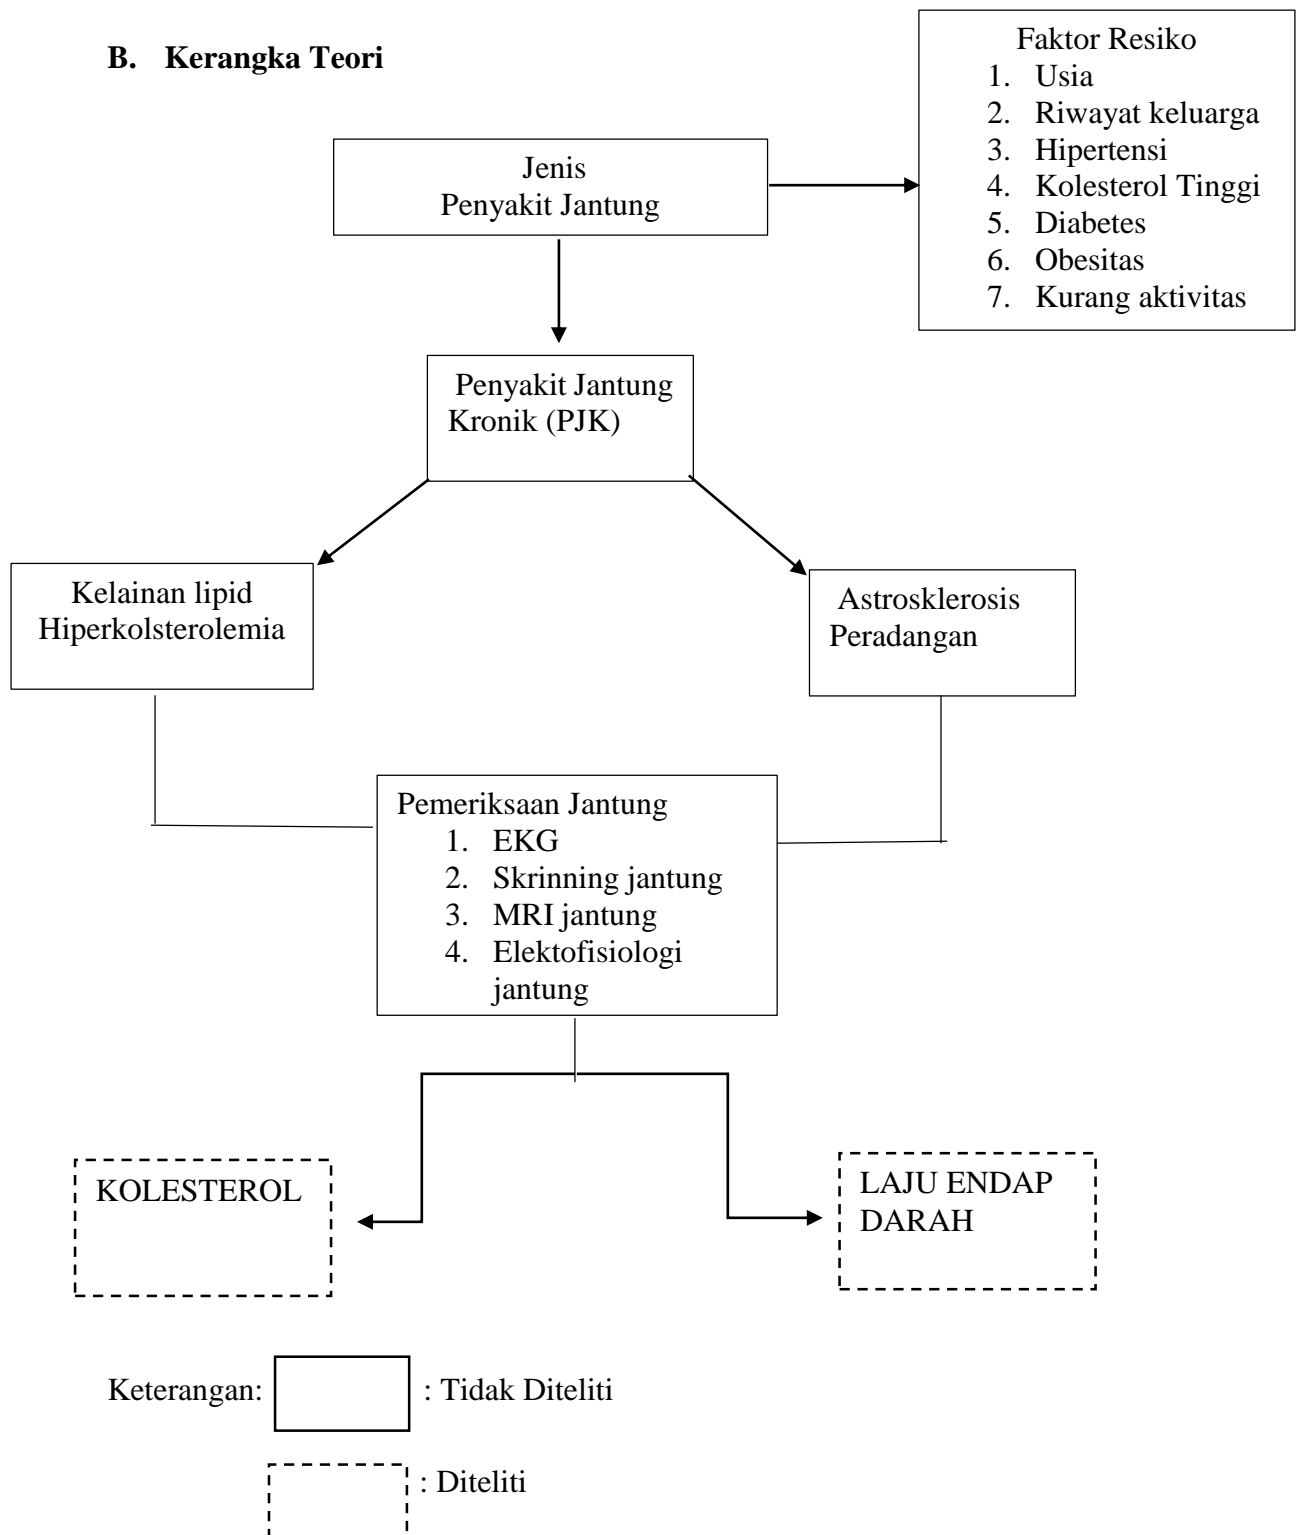 B. Kerangka Teori
Faktor Resiko
1. Usia
2. Riwayat keluarga
3. Hipertensi
4. Kolesterol Tinggi
5. Diabetes
6. Obesitas
7. Kurang aktivitas
Jenis
Penyakit Jantung
Penyakit Jantung
Kronik (PJK)
Kelainan lipid
Hiperkolsterolemia
Astrosklerosis
Peradangan
Pemeriksaan Jantung
1. EKG
2. Skrinning jantung
3. MRI jantung
4. Elektofisiologi
jantung
KOLESTEROL
LAJU ENDAP
DARAH
Keterangan: : Tidak Diteliti
: Diteliti